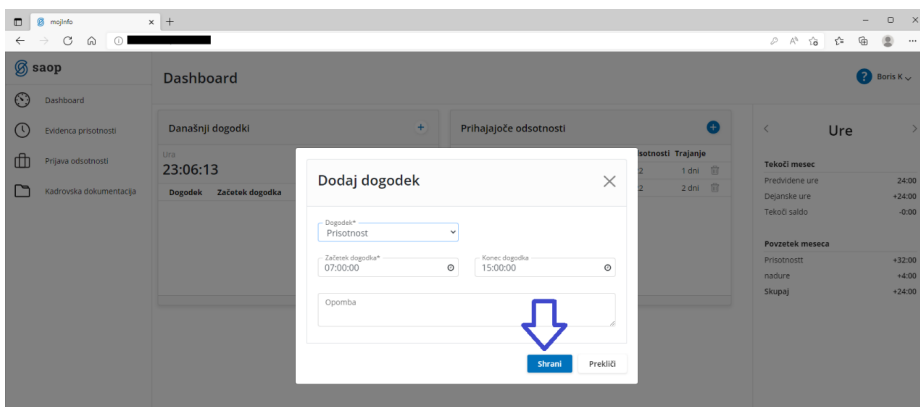 mojInfo
saop
Dashboard
Evidenca prisotnosti
Prijava odsotnosti
Kadrovska dokumentacija
Dashboard
Boris K
Današnji dogodki
Ura
23:06:13
Dogodek Začetek dogodka
Prihajajoče odsotnosti
Trajanje
1 dni
2 dni
Dodaj dogodek
Dogodek*
Prisotnost
Začetek dogodka*
07:00:00
Konec dogodka
15:00:00
Opomba
Shrani Prekliči
Ure
Tekoči mesec
Predvidene ure 24:00
Dejanske ure +24:00
Tekoči saldo -0:00
Povzetek meseca
Prisotnostt +32:00
nadure +4:00
Skupaj +24:00